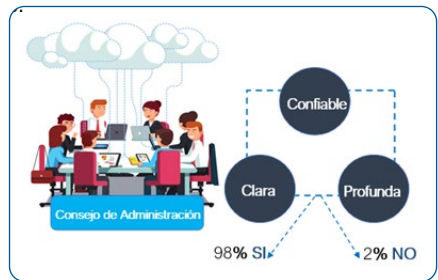 Confiable
Clara
Profunda
Consejo de Administración
98% SI
2% NO